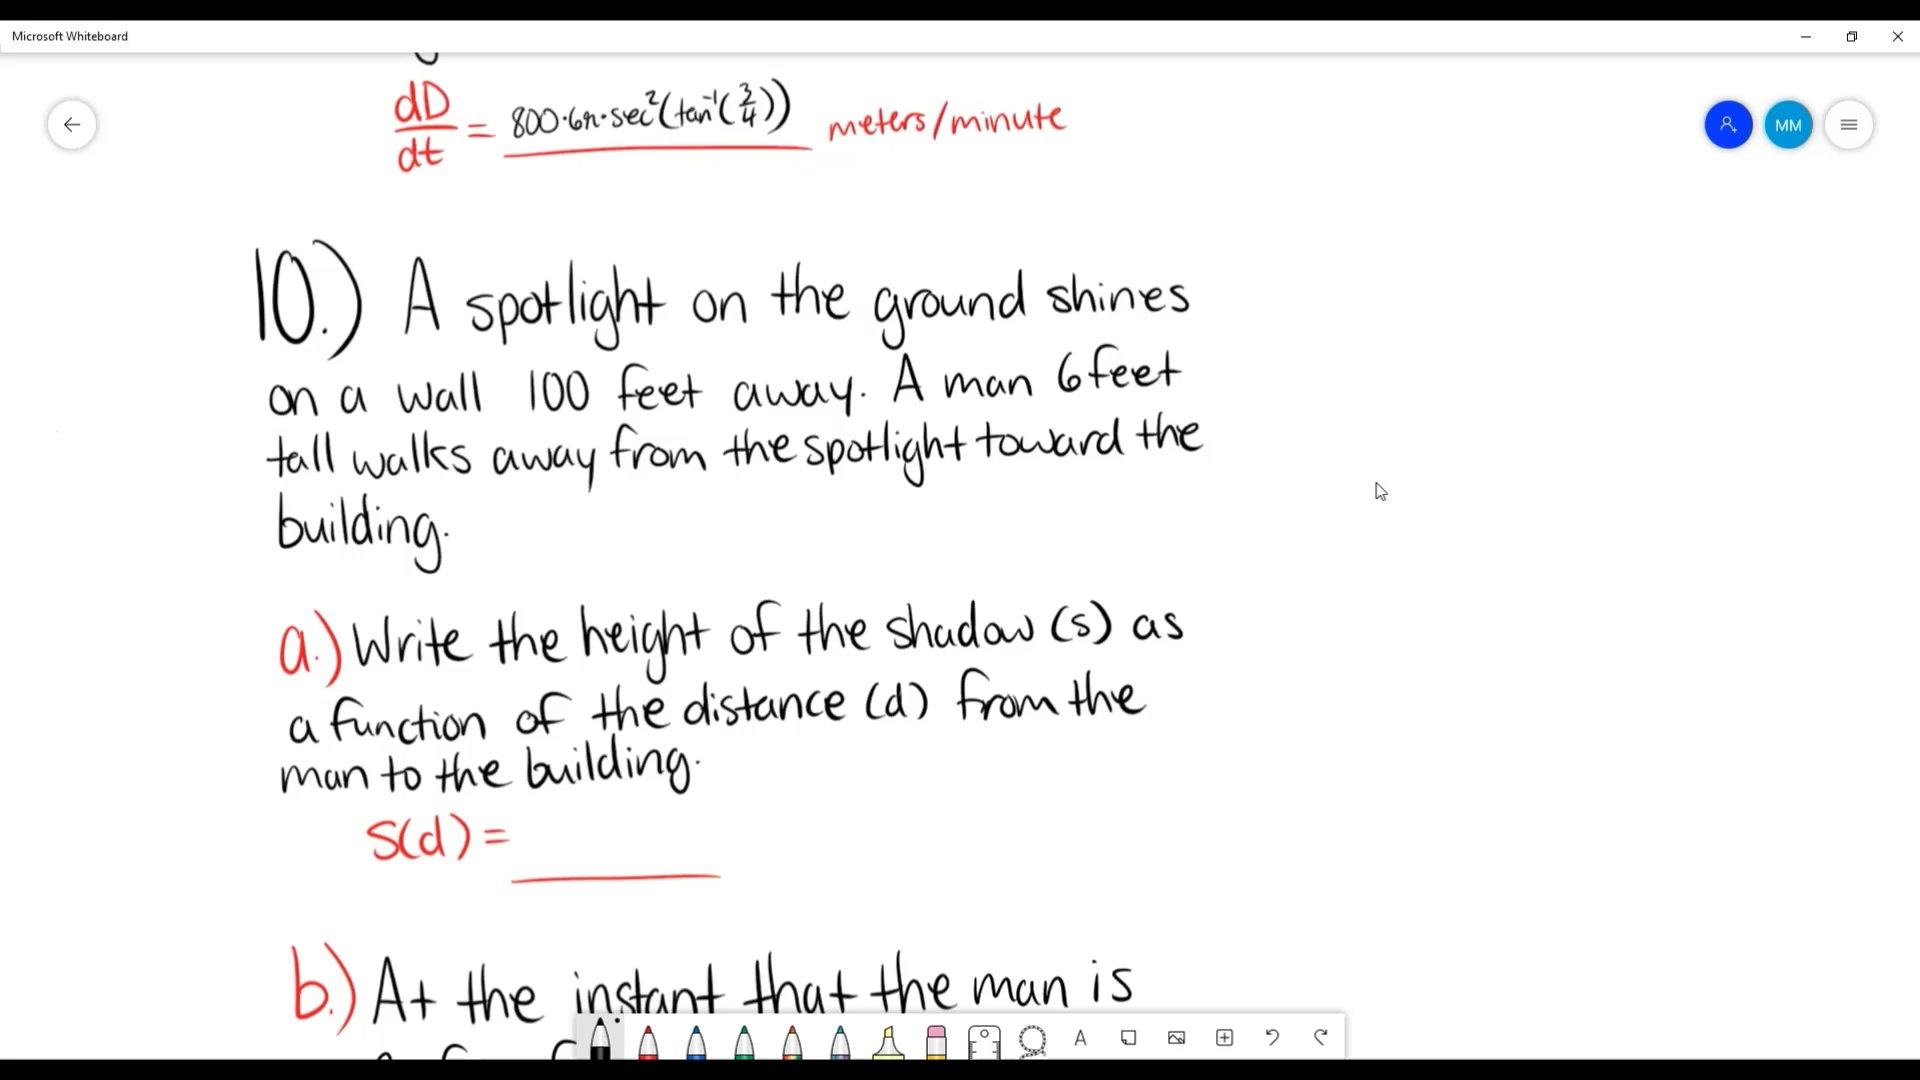 Microsoft Whiteboard
dD/dt = 800·6π·sec²(tan⁻¹(3/4)) meters/minute
MM
10.) A spotlight on the ground shines
on a wall 100 feet away. A man 6 feet
tall walks away from the spotlight toward the
building.
a.) Write the height of the shadow (s) as
a function of the distance (d) from the
man to the building.
S(d) =
b.) At the instant that the man is